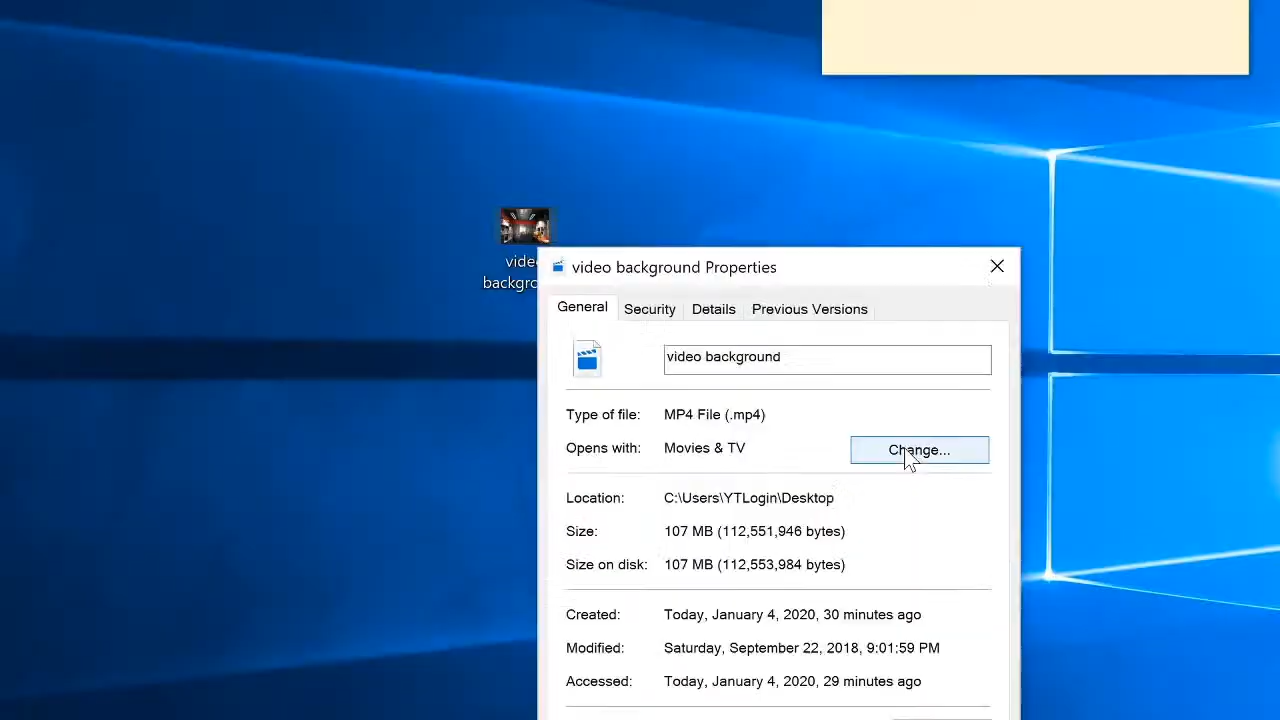 vide
backgro
video background Properties
General Security Details Previous Versions
video background
Type of file: MP4 File (.mp4)
Opens with: Movies & TV Change...
Location: C:\Users\YTLogin\Desktop
Size: 107 MB (112,551,946 bytes)
Size on disk: 107 MB (112,553,984 bytes)
Created: Today, January 4, 2020, 30 minutes ago
Modified: Saturday, September 22, 2018, 9:01:59 PM
Accessed: Today, January 4, 2020, 29 minutes ago